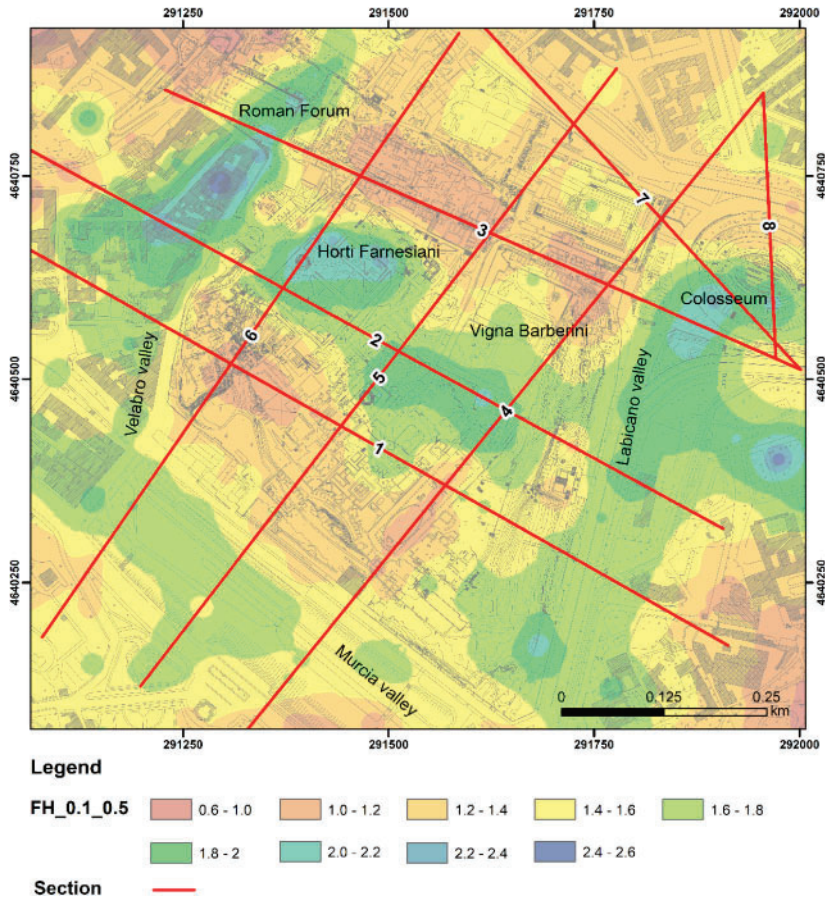 291250 291500 291750 292000
Roman Forum
4640750
4640750
7
8
3
Horti Farnesiani
Colosseum
Vigna Barberini
6
2
4640500
4640500
5
Velabro valley
Labicano valley
4
1
4640250
4640250
Murcia valley
0 0.125 0.25
km
291250 291500 291750 292000
Legend
FH_0.1_0.5 0.6 - 1.0 1.0 - 1.2 1.2 - 1.4 1.4 - 1.6 1.6 - 1.8
1.8 - 2 2.0 - 2.2 2.2 - 2.4 2.4 - 2.6
Section